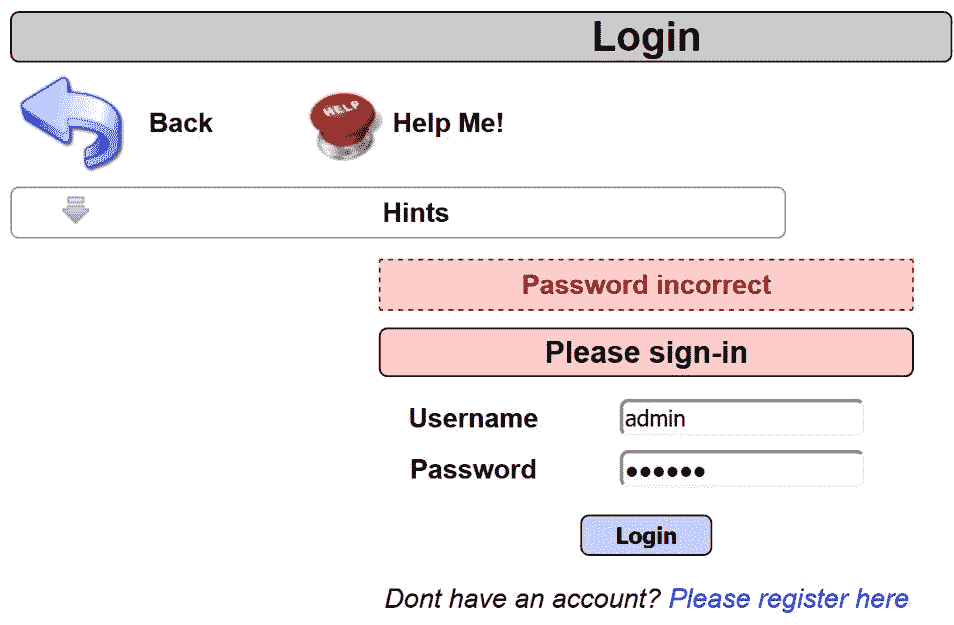 Login
Back
HELP
Help Me!
Hints
Password incorrect
Please sign-in
Username admin
Password ••••••
Login
Dont have an account? Please register here